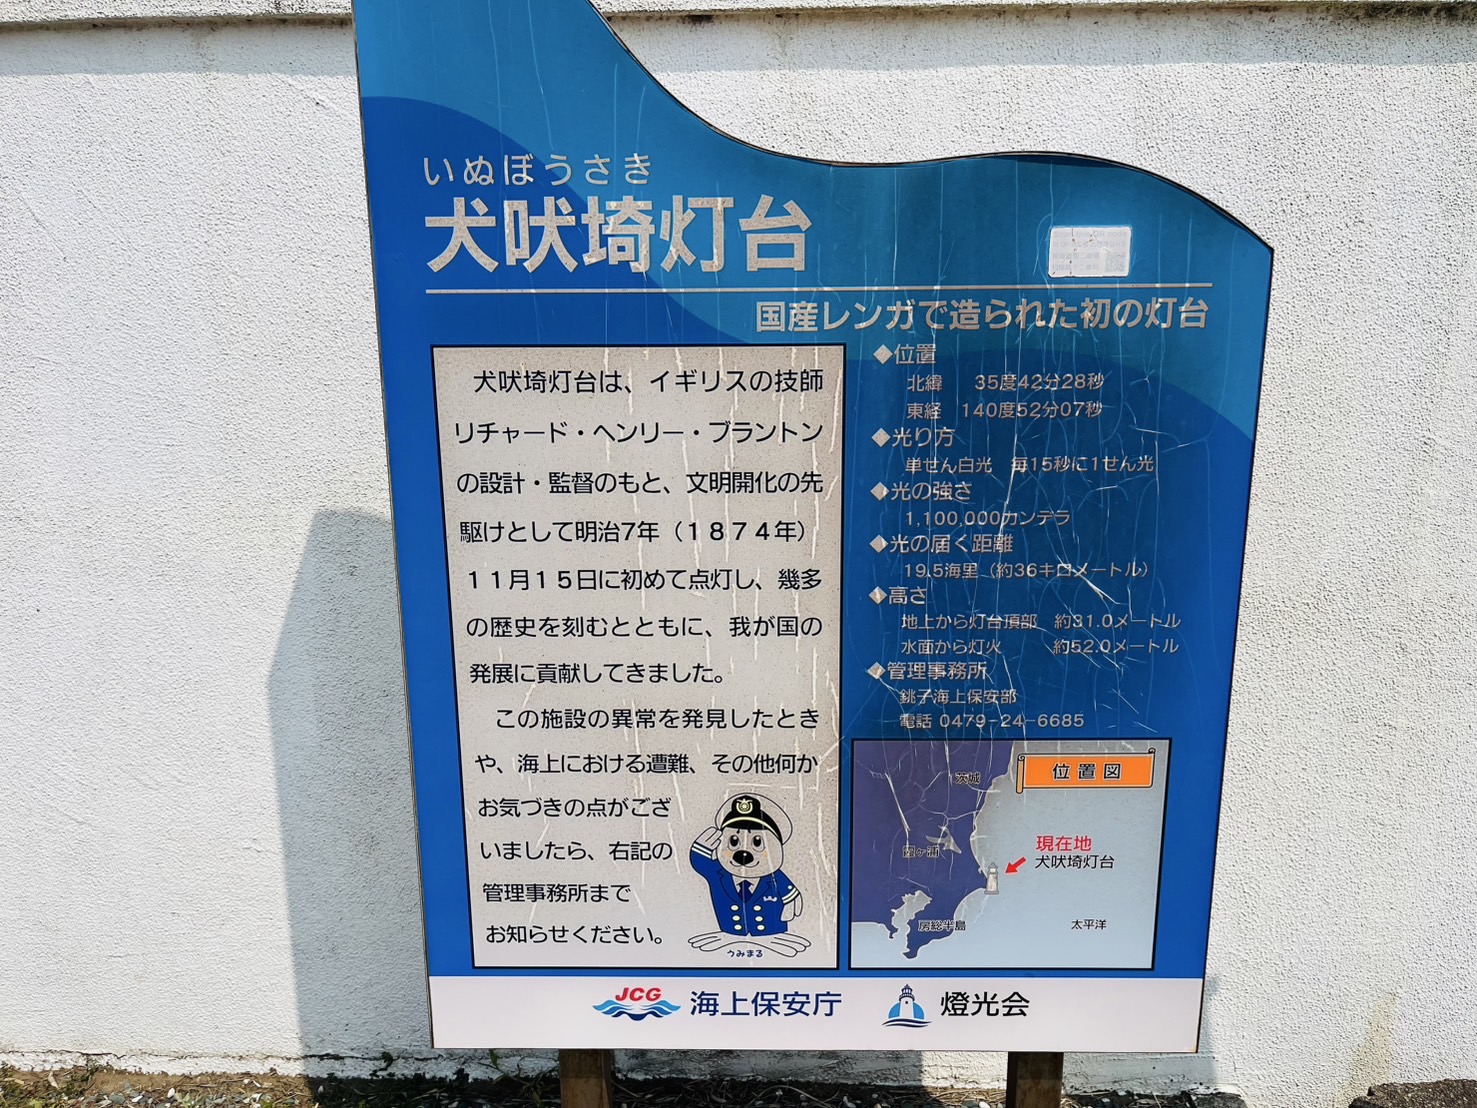 いぬぼうさき
犬吠埼灯台
国産レンガで造られた初の灯台
犬吠埼灯台は、イギリスの技師
リチャード・ヘンリー・ブラントン
の設計・監督のもと、文明開化の先
駆けとして明治7年（１８７４年）
１１月１５日に初めて点灯し、幾多
の歴史を刻むとともに、我が国の
発展に貢献してきました。
この施設の異常を発見したとき
や、海上における遭難、その他何か
お気づきの点がござ
いましたら、右記の
管理事務所まで
お知らせください。
うみまる
◆位置
北緯 35度42分28秒
東経 140度52分07秒
◆光り方
単せん白光 毎15秒に1せん光
◆光の強さ
1,100,000カンデラ
◆光の届く距離
19.5海里（約36キロメートル）
◆高さ
地上から灯台頂部 約31.0メートル
水面から灯火 約52.0メートル
◆管理事務所
銚子海上保安部
電話 0479-24-6685
位置図
茨城
霞ヶ浦
現在地
犬吠埼灯台
房総半島
太平洋
JCG 海上保安庁
燈光会